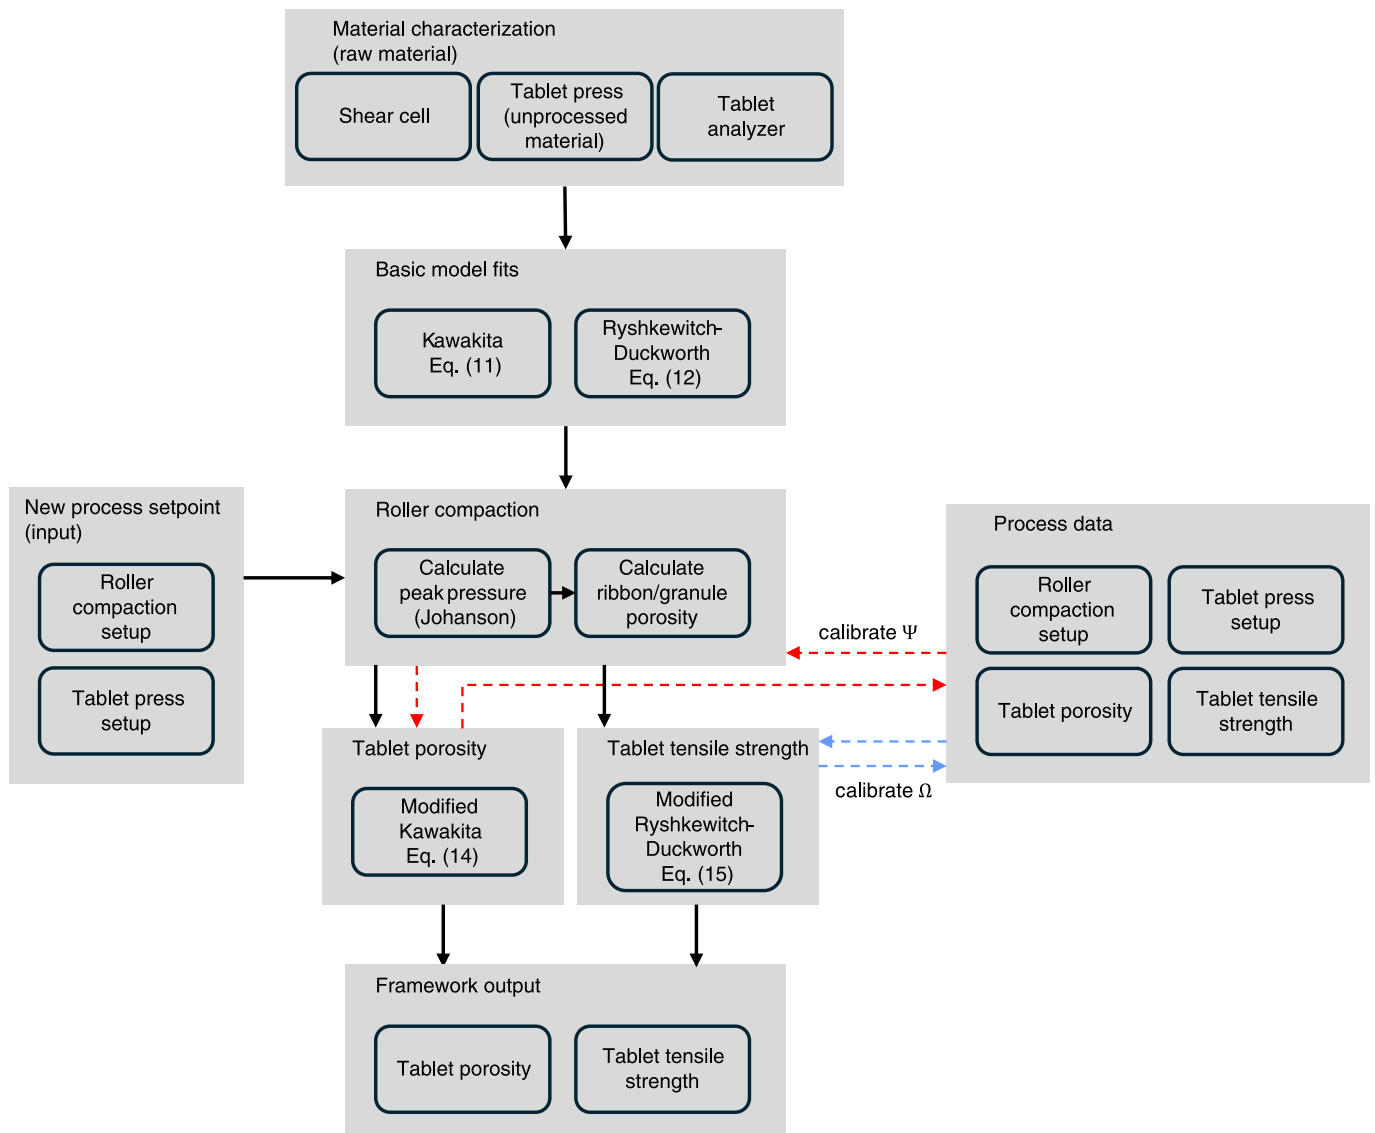 Material characterization
(raw material)
Shear cell
Tablet press
(unprocessed
material)
Tablet
analyzer
Basic model fits
Kawakita
Eq. (11)
Ryshkewitch-
Duckworth
Eq. (12)
New process setpoint
(input)
Roller
compaction
setup
Tablet press
setup
Roller compaction
Calculate
peak pressure
(Johanson)
Calculate
ribbon/granule
porosity
Process data
Roller
compaction
setup
Tablet press
setup
Tablet porosity
Tablet tensile
strength
calibrate Ψ
calibrate Ω
Tablet porosity
Modified
Kawakita
Eq. (14)
Tablet tensile strength
Modified
Ryshkewitch-
Duckworth
Eq. (15)
Framework output
Tablet porosity
Tablet tensile
strength